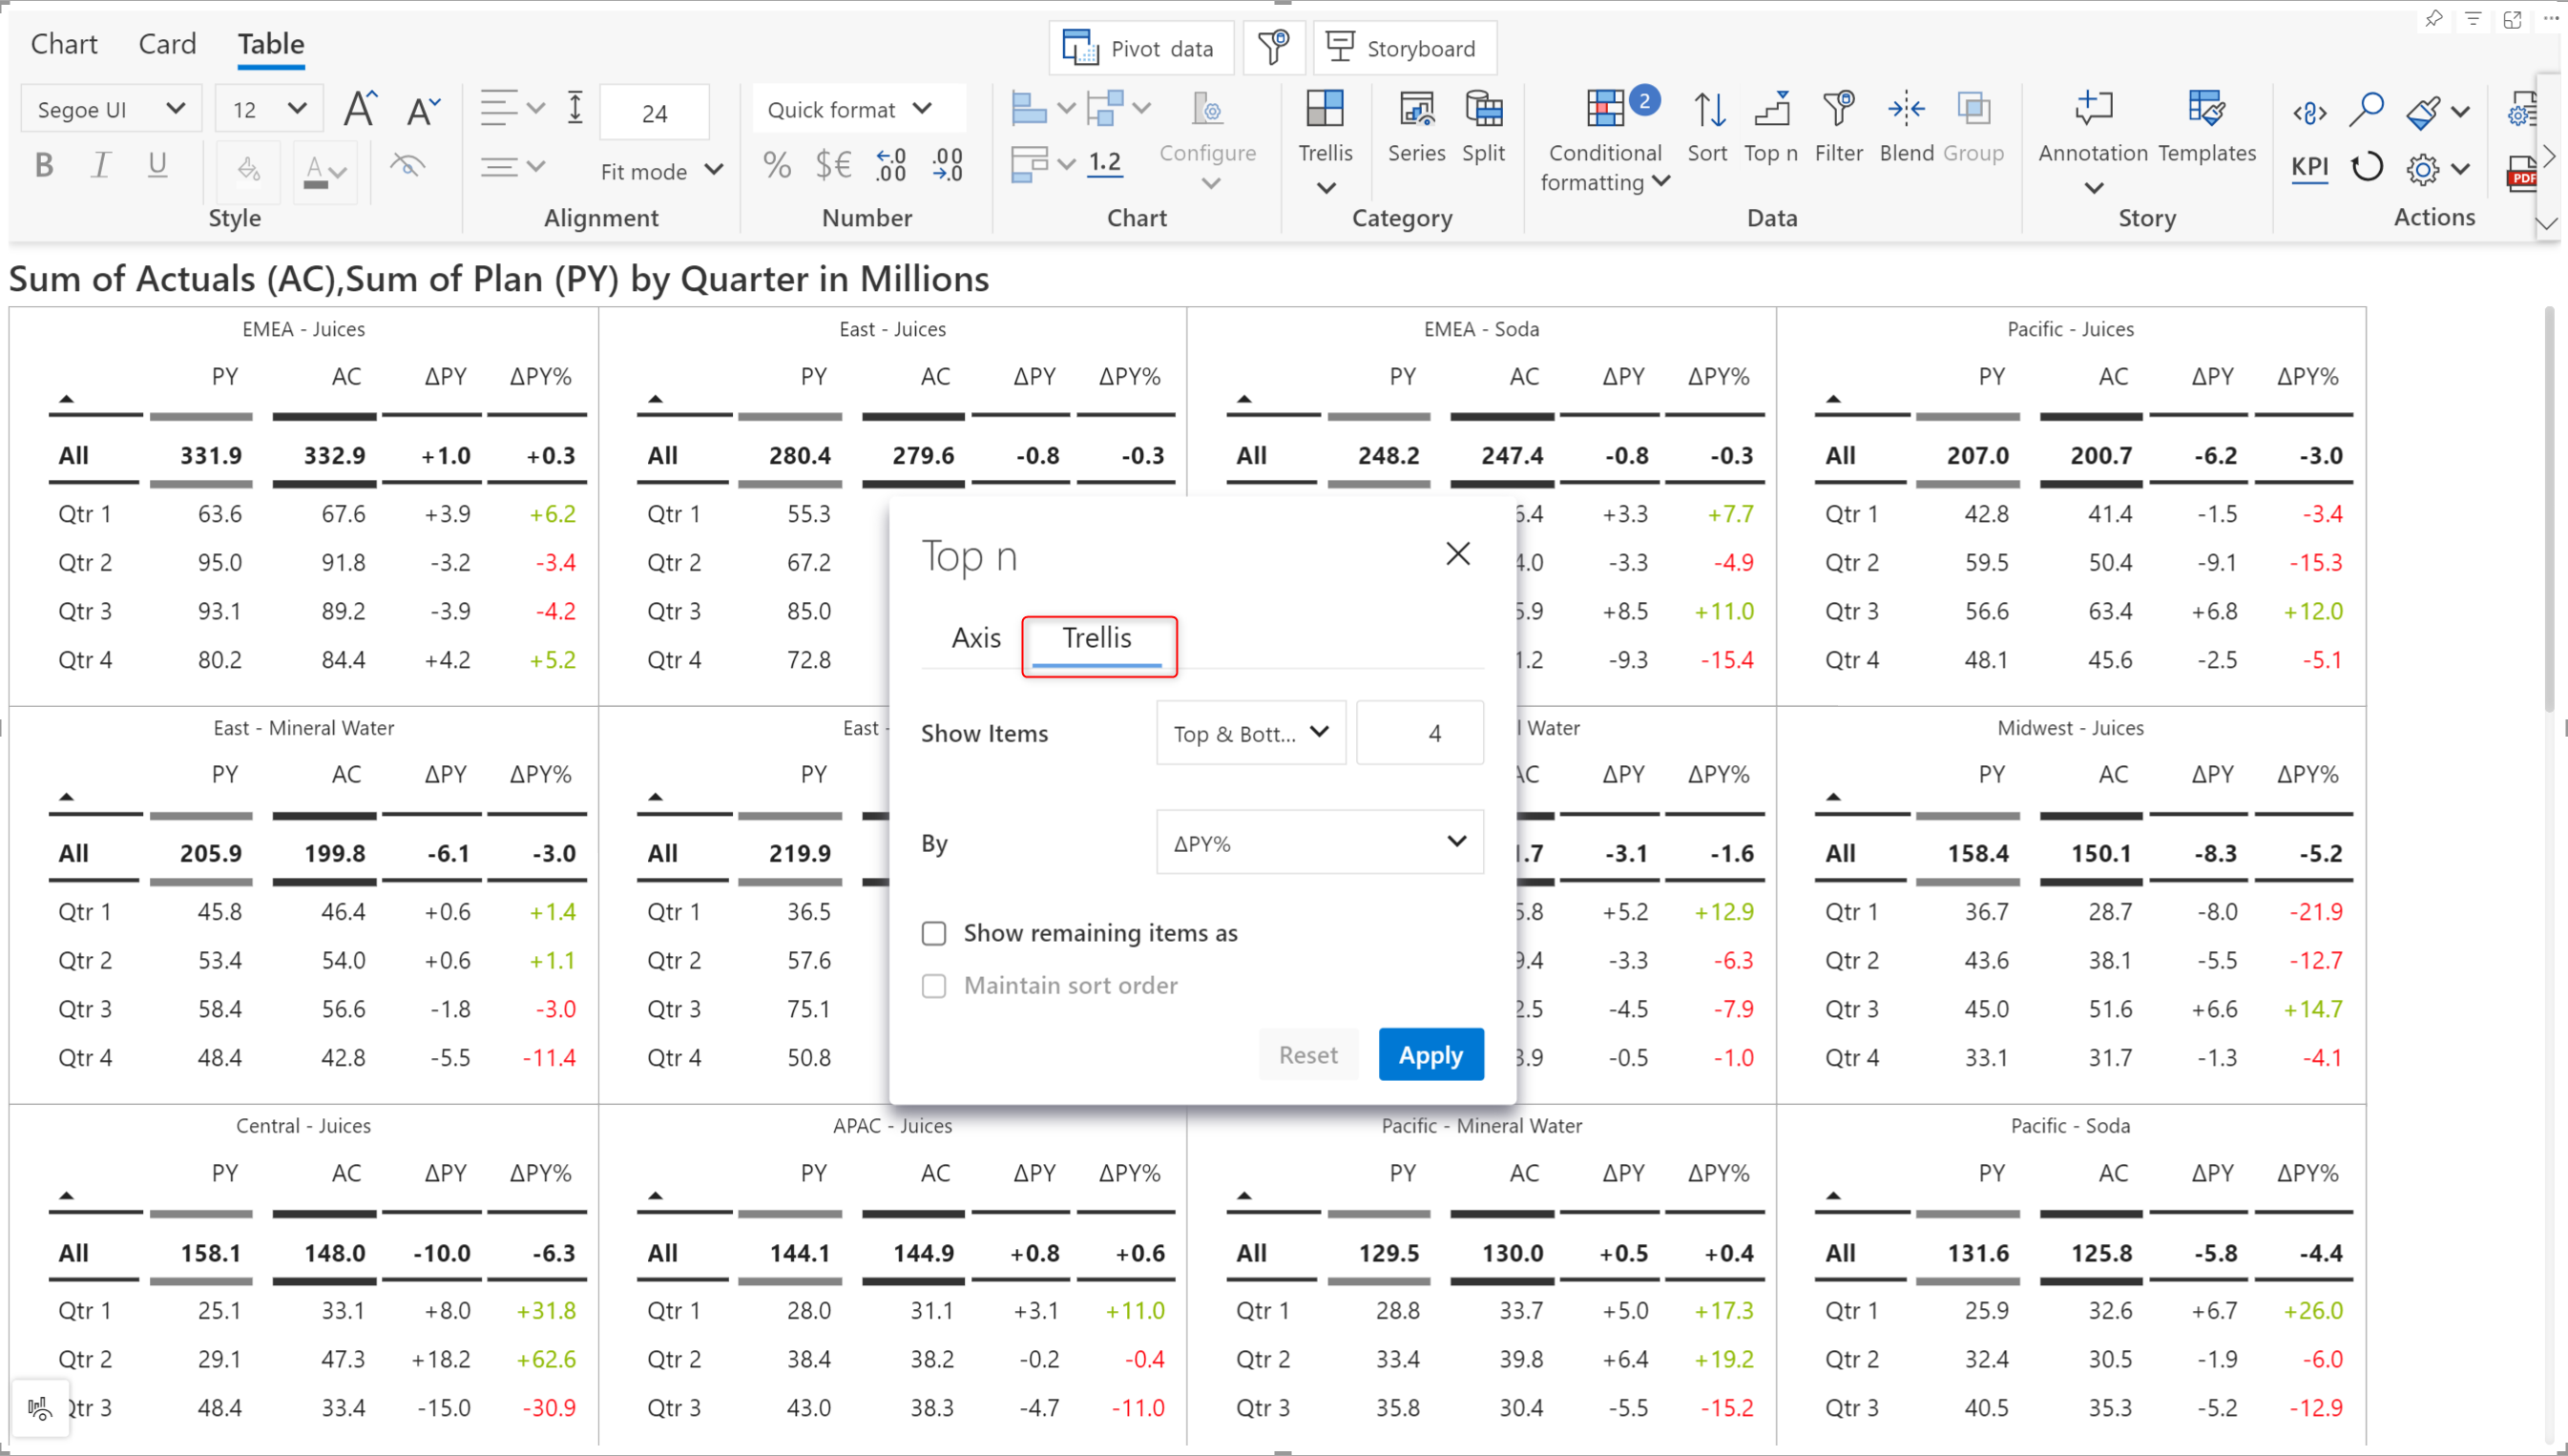 Chart Card Table
Pivot data Storyboard
Segoe UI 12 A A 24 Quick format Configure Trellis Series Split 2 Conditional formatting Sort Top n Filter Blend Group Annotation Templates
B I U A Fit mode % $€ .0 .00 .00 .0 1.2 KPI PDF
Style Alignment Number Chart Category Data Story Actions
Sum of Actuals (AC),Sum of Plan (PY) by Quarter in Millions
EMEA - Juices
PY AC ΔPY ΔPY%
All 331.9 332.9 +1.0 +0.3
Qtr 1 63.6 67.6 +3.9 +6.2
Qtr 2 95.0 91.8 -3.2 -3.4
Qtr 3 93.1 89.2 -3.9 -4.2
Qtr 4 80.2 84.4 +4.2 +5.2
East - Juices
PY AC ΔPY ΔPY%
All 280.4 279.6 -0.8 -0.3
Qtr 1 55.3
Qtr 2 67.2
Qtr 3 85.0
Qtr 4 72.8
EMEA - Soda
PY AC ΔPY ΔPY%
All 248.2 247.4 -0.8 -0.3
+3.3 +7.7
-3.3 -4.9
+8.5 +11.0
-9.3 -15.4
Pacific - Juices
PY AC ΔPY ΔPY%
All 207.0 200.7 -6.2 -3.0
Qtr 1 42.8 41.4 -1.5 -3.4
Qtr 2 59.5 50.4 -9.1 -15.3
Qtr 3 56.6 63.4 +6.8 +12.0
Qtr 4 48.1 45.6 -2.5 -5.1
Top n
Axis Trellis
Show Items Top & Bott... 4
By ΔPY%
Show remaining items as
Maintain sort order
Reset Apply
East - Mineral Water
PY AC ΔPY ΔPY%
All 205.9 199.8 -6.1 -3.0
Qtr 1 45.8 46.4 +0.6 +1.4
Qtr 2 53.4 54.0 +0.6 +1.1
Qtr 3 58.4 56.6 -1.8 -3.0
Qtr 4 48.4 42.8 -5.5 -11.4
East -
PY
All 219.9
Qtr 1 36.5
Qtr 2 57.6
Qtr 3 75.1
Qtr 4 50.8
Water
ΔPY ΔPY%
-3.1 -1.6
+5.2 +12.9
-3.3 -6.3
-4.5 -7.9
-0.5 -1.0
Midwest - Juices
PY AC ΔPY ΔPY%
All 158.4 150.1 -8.3 -5.2
Qtr 1 36.7 28.7 -8.0 -21.9
Qtr 2 43.6 38.1 -5.5 -12.7
Qtr 3 45.0 51.6 +6.6 +14.7
Qtr 4 33.1 31.7 -1.3 -4.1
Central - Juices
PY AC ΔPY ΔPY%
All 158.1 148.0 -10.0 -6.3
Qtr 1 25.1 33.1 +8.0 +31.8
Qtr 2 29.1 47.3 +18.2 +62.6
Qtr 3 48.4 33.4 -15.0 -30.9
APAC - Juices
PY AC ΔPY ΔPY%
All 144.1 144.9 +0.8 +0.6
Qtr 1 28.0 31.1 +3.1 +11.0
Qtr 2 38.4 38.2 -0.2 -0.4
Qtr 3 43.0 38.3 -4.7 -11.0
Pacific - Mineral Water
PY AC ΔPY ΔPY%
All 129.5 130.0 +0.5 +0.4
Qtr 1 28.8 33.7 +5.0 +17.3
Qtr 2 33.4 39.8 +6.4 +19.2
Qtr 3 35.8 30.4 -5.5 -15.2
Pacific - Soda
PY AC ΔPY ΔPY%
All 131.6 125.8 -5.8 -4.4
Qtr 1 25.9 32.6 +6.7 +26.0
Qtr 2 32.4 30.5 -1.9 -6.0
Qtr 3 40.5 35.3 -5.2 -12.9